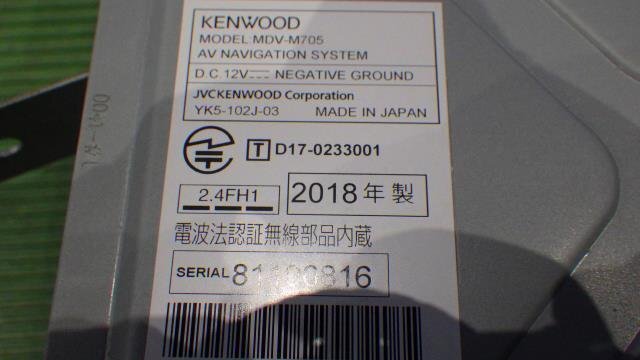 KENWOOD
MODEL:MDV-M705
AV NAVIGATION SYSTEM
D.C.12V⎓ NEGATIVE GROUND
JVCKENWOOD Corporation
YK5-102J-03 MADE IN JAPAN
T D17-0233001
2.4FH1
2018年製
電波法認証無線部品内蔵
SERIAL